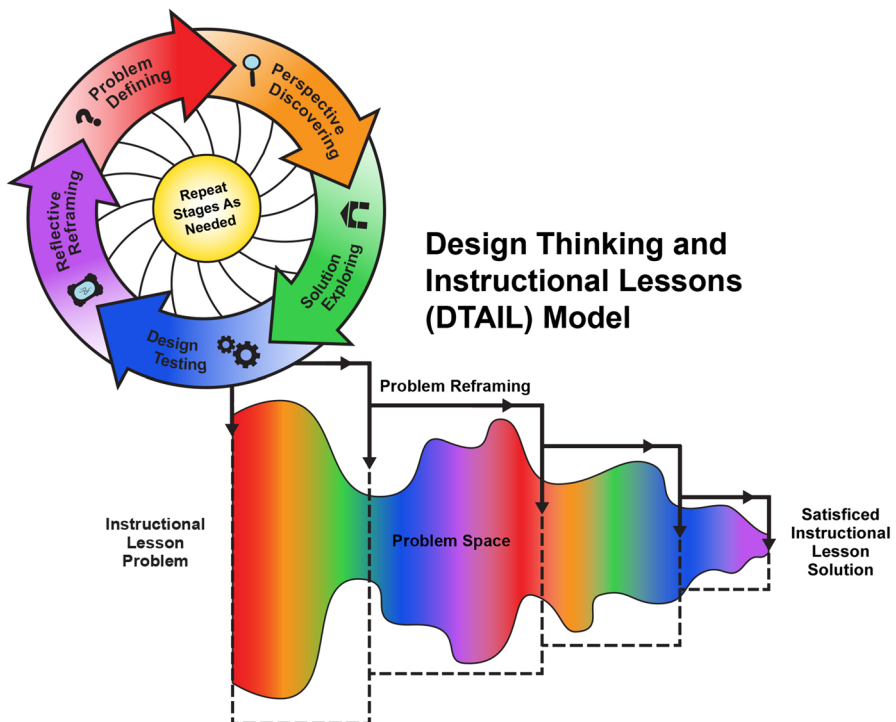 Problem
Defining
Perspective
Discovering
Solution
Exploring
Design
Testing
Reflective
Reframing
Repeat
Stages As
Needed
Design Thinking and
Instructional Lessons
(DTAIL) Model
Problem Reframing
Instructional
Lesson
Problem
Problem Space
Satisficed
Instructional
Lesson
Solution